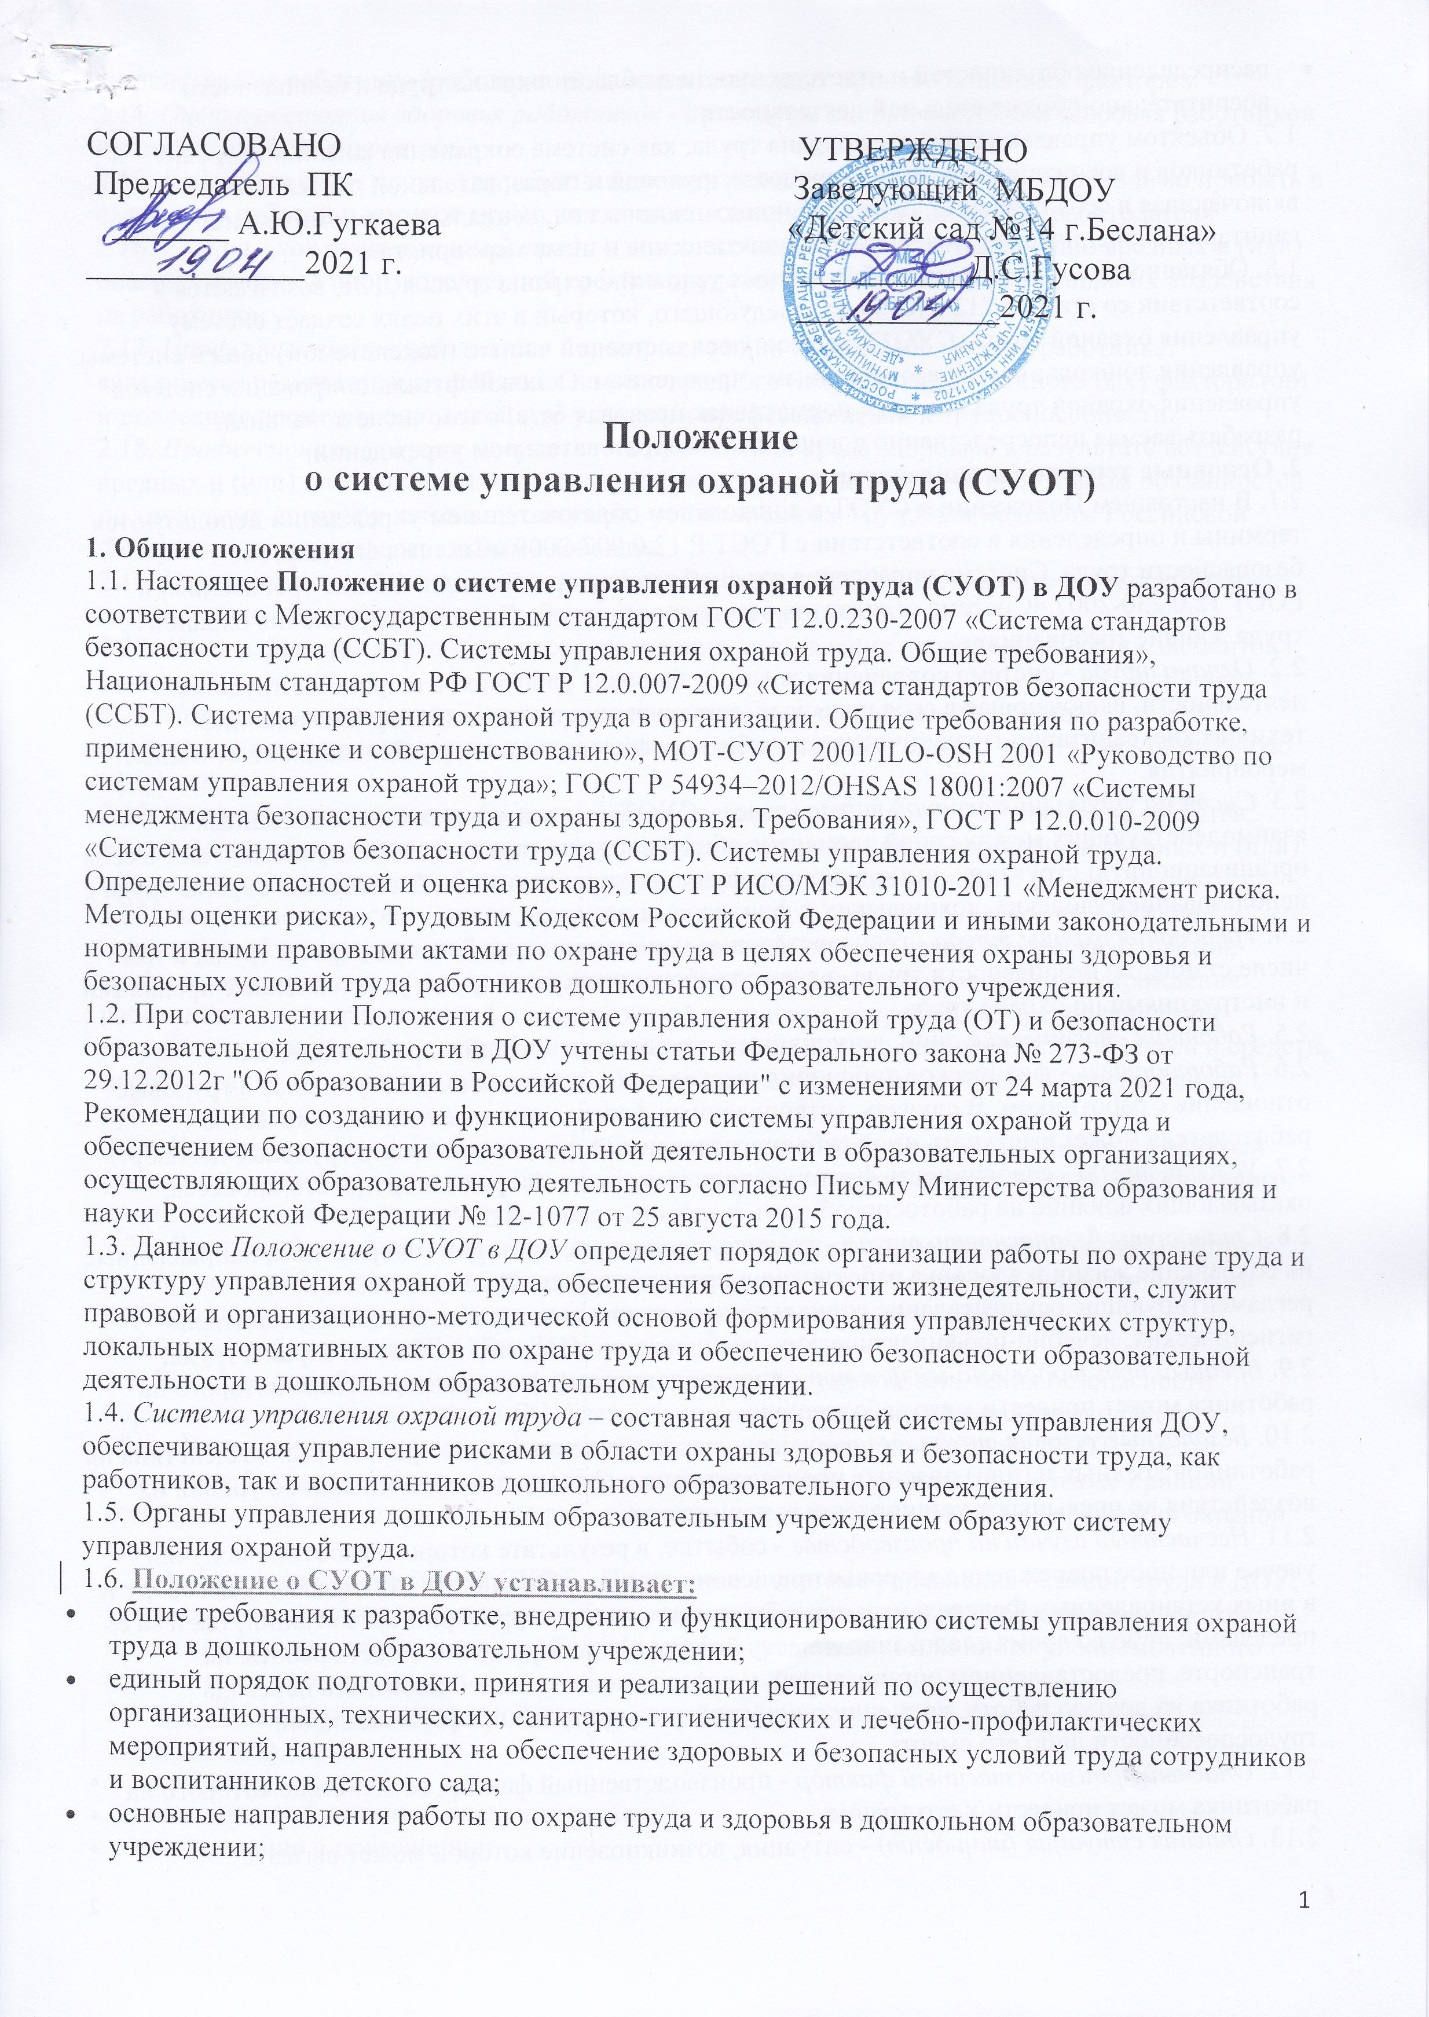 СОГЛАСОВАНО
Председатель ПК
А.Ю.Гугкаева
19.04 2021 г.
УТВЕРЖДЕНО
Заведующий МБДОУ
«Детский сад №14 г.Беслана»
Д.С.Гусова
19.04 2021 г.
Положение
о системе управления охраной труда (СУОТ)
1. Общие положения
1.1. Настоящее Положение о системе управления охраной труда (СУОТ) в ДОУ разработано в
соответствии с Межгосударственным стандартом ГОСТ 12.0.230-2007 «Система стандартов
безопасности труда (ССБТ). Системы управления охраной труда. Общие требования»,
Национальным стандартом РФ ГОСТ Р 12.0.007-2009 «Система стандартов безопасности труда
(ССБТ). Система управления охраной труда в организации. Общие требования по разработке,
применению, оценке и совершенствованию», МОТ-СУОТ 2001/ILO-OSH 2001 «Руководство по
системам управления охраной труда»; ГОСТ Р 54934–2012/OHSAS 18001:2007 «Системы
менеджмента безопасности труда и охраны здоровья. Требования», ГОСТ Р 12.0.010-2009
«Система стандартов безопасности труда (ССБТ). Системы управления охраной труда.
Определение опасностей и оценка рисков», ГОСТ Р ИСО/МЭК 31010-2011 «Менеджмент риска.
Методы оценки риска», Трудовым Кодексом Российской Федерации и иными законодательными и
нормативными правовыми актами по охране труда в целях обеспечения охраны здоровья и
безопасных условий труда работников дошкольного образовательного учреждения.
1.2. При составлении Положения о системе управления охраной труда (ОТ) и безопасности
образовательной деятельности в ДОУ учтены статьи Федерального закона № 273-ФЗ от
29.12.2012г "Об образовании в Российской Федерации" с изменениями от 24 марта 2021 года,
Рекомендации по созданию и функционированию системы управления охраной труда и
обеспечением безопасности образовательной деятельности в образовательных организациях,
осуществляющих образовательную деятельность согласно Письму Министерства образования и
науки Российской Федерации № 12-1077 от 25 августа 2015 года.
1.3. Данное Положение о СУОТ в ДОУ определяет порядок организации работы по охране труда и
структуру управления охраной труда, обеспечения безопасности жизнедеятельности, служит
правовой и организационно-методической основой формирования управленческих структур,
локальных нормативных актов по охране труда и обеспечению безопасности образовательной
деятельности в дошкольном образовательном учреждении.
1.4. Система управления охраной труда – составная часть общей системы управления ДОУ,
обеспечивающая управление рисками в области охраны здоровья и безопасности труда, как
работников, так и воспитанников дошкольного образовательного учреждения.
1.5. Органы управления дошкольным образовательным учреждением образуют систему
управления охраной труда.
1.6. Положение о СУОТ в ДОУ устанавливает:
• общие требования к разработке, внедрению и функционированию системы управления охраной
труда в дошкольном образовательном учреждении;
• единый порядок подготовки, принятия и реализации решений по осуществлению
организационных, технических, санитарно-гигиенических и лечебно-профилактических
мероприятий, направленных на обеспечение здоровых и безопасных условий труда сотрудников
и воспитанников детского сада;
• основные направления работы по охране труда и здоровья в дошкольном образовательном
учреждении;
1